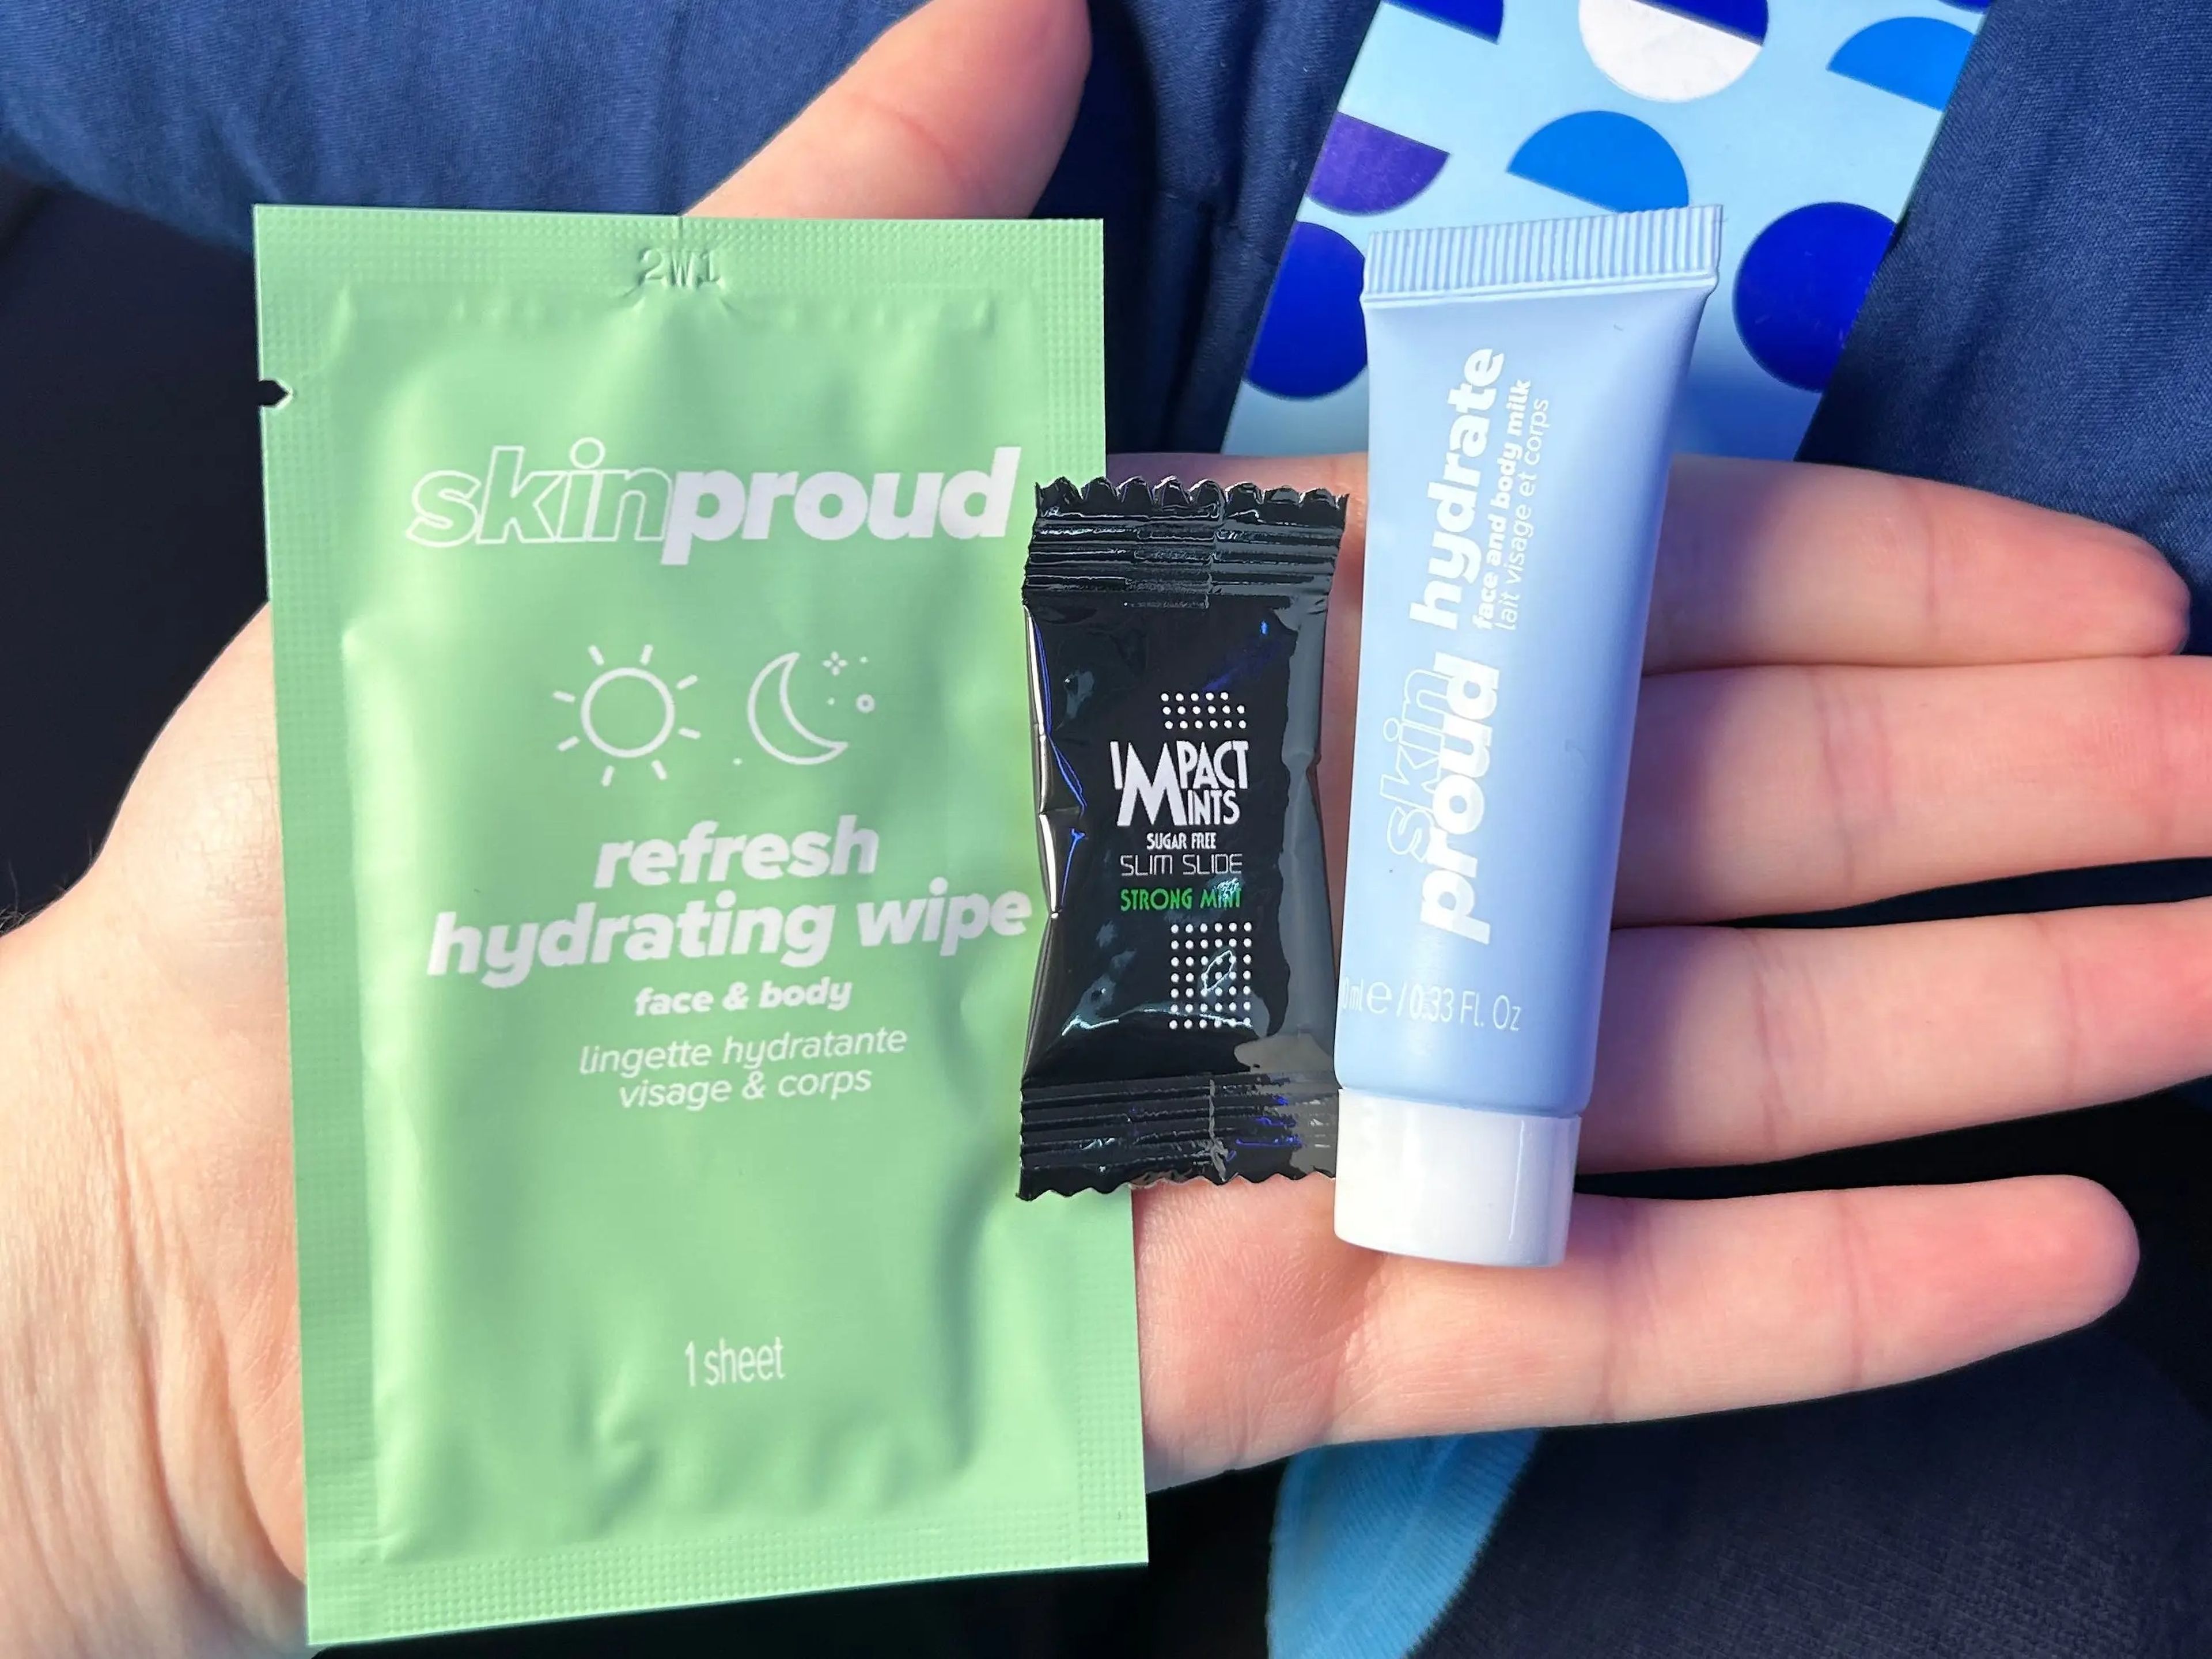 2W1
skinproud
refresh
hydrating wipe
face & body
lingette hydratante
visage & corps
1 sheet
IMPACT
MINTS
SUGAR FREE
SLIM SLIDE
STRONG MINT
skin
proud
hydrate
face and body milk
lait visage et corps
0ml e / 0.33 Fl. Oz